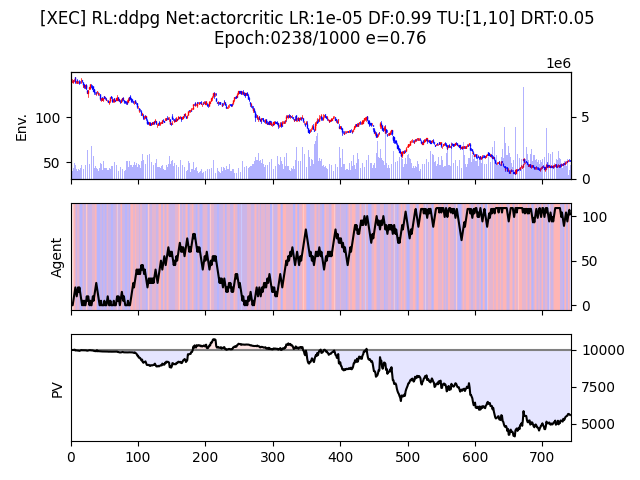 [XEC] RL:ddpg Net:actorcritic LR:1e-05 DF:0.99 TU:[1,10] DRT:0.05
Epoch:0238/1000 e=0.76
1e6
Env.
100
50
5
0
Agent
100
50
0
PV
10000
7500
5000
0 100 200 300 400 500 600 700